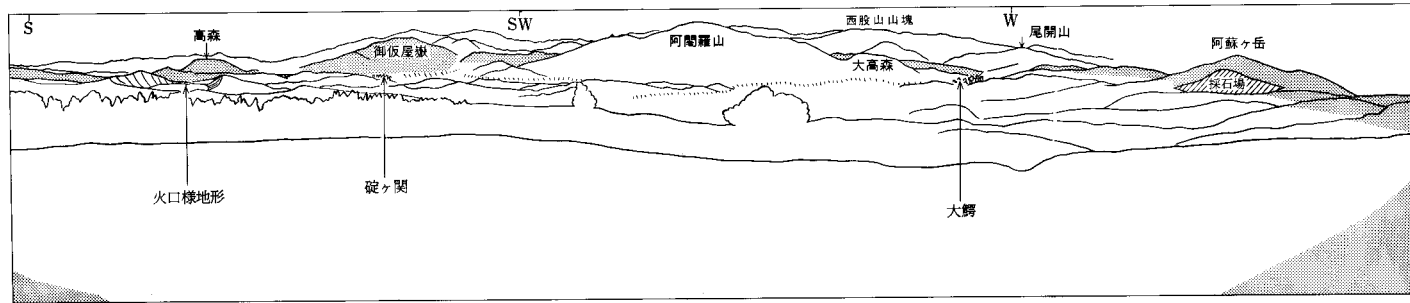 S
SW
W
高森
御仮屋嶽
阿闍羅山
西股山山塊
尾開山
大高森
阿蘇ヶ岳
採石場
火口様地形
碇ヶ関
大鰐